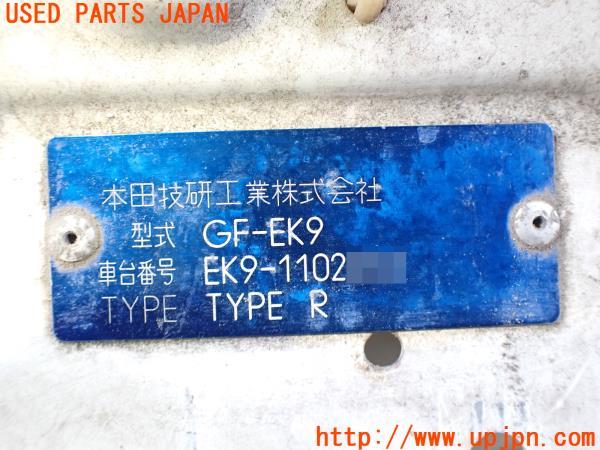 USED PARTS JAPAN
本田技研工業株式会社
型式 GF-EK9
車台番号 EK9-1102
TYPE TYPE R
http://www.upjpn.com